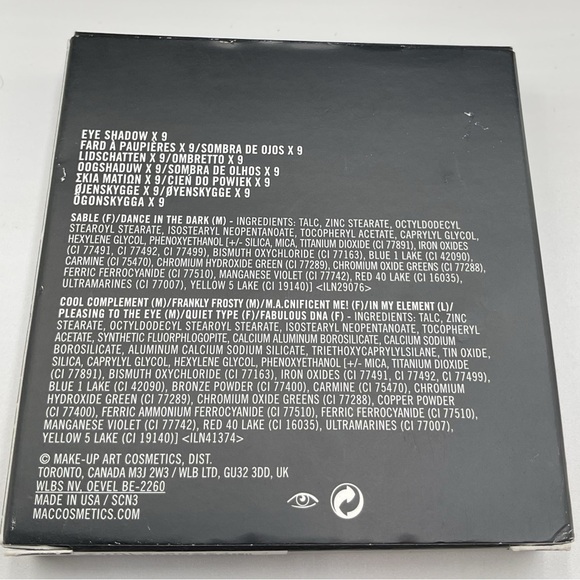 EYE SHADOW X 9
FARD À PAUPIÈRES X 9/SOMBRA DE OJOS X 9
LIDSCHATTEN X 9/OMBRETTO X 9
OOGSHADUW X 9/SOMBRA DE OLHOS X 9
ΣΚΙΑ ΜΑΤΙΩΝ X 9/CIEŃ DO POWIEK X 9
ØJENSKYGGE X 9/ØYENSKYGGE X 9
ÖGONSKYGGA X 9
SABLE (F)/DANCE IN THE DARK (M) - INGREDIENTS: TALC, ZINC STEARATE, OCTYLDODECYL
STEAROYL STEARATE, ISOSTEARYL NEOPENTANOATE, TOCOPHERYL ACETATE, CAPRYLYL GLYCOL,
HEXYLENE GLYCOL, PHENOXYETHANOL [+/- SILICA, MICA, TITANIUM DIOXIDE (CI 77891), IRON OXIDES
(CI 77491, CI 77492, CI 77499), BISMUTH OXYCHLORIDE (CI 77163), BLUE 1 LAKE (CI 42090),
CARMINE (CI 75470), CHROMIUM HYDROXIDE GREEN (CI 77289), CHROMIUM OXIDE GREENS (CI 77288),
FERRIC FERROCYANIDE (CI 77510), MANGANESE VIOLET (CI 77742), RED 40 LAKE (CI 16035),
ULTRAMARINES (CI 77007), YELLOW 5 LAKE (CI 19140)] <ILN29076>
COOL COMPLEMENT (M)/FRANKLY FROSTY (M)/M.A.CNIFICENT ME! (F)/IN MY ELEMENT (L)/
PLEASING TO THE EYE (M)/QUIET TYPE (F)/FABULOUS DNA (F) - INGREDIENTS: TALC, ZINC
STEARATE, OCTYLDODECYL STEAROYL STEARATE, ISOSTEARYL NEOPENTANOATE, TOCOPHERYL
ACETATE, SYNTHETIC FLUORPHLOGOPITE, CALCIUM ALUMINUM BOROSILICATE, CALCIUM SODIUM
BOROSILICATE, ALUMINUM CALCIUM SODIUM SILICATE, TRIETHOXYCAPRYLYLSILANE, TIN OXIDE,
SILICA, CAPRYLYL GLYCOL, HEXYLENE GLYCOL, PHENOXYETHANOL [+/- MICA, TITANIUM DIOXIDE
(CI 77891), BISMUTH OXYCHLORIDE (CI 77163), IRON OXIDES (CI 77491, CI 77492, CI 77499),
BLUE 1 LAKE (CI 42090), BRONZE POWDER (CI 77400), CARMINE (CI 75470), CHROMIUM
HYDROXIDE GREEN (CI 77289), CHROMIUM OXIDE GREENS (CI 77288), COPPER POWDER
(CI 77400), FERRIC AMMONIUM FERROCYANIDE (CI 77510), FERRIC FERROCYANIDE (CI 77510),
MANGANESE VIOLET (CI 77742), RED 40 LAKE (CI 16035), ULTRAMARINES (CI 77007),
YELLOW 5 LAKE (CI 19140)] <ILN41374>
© MAKE-UP ART COSMETICS, DIST.
TORONTO, CANADA M3J 2W3 / WLB LTD, GU32 3DD, UK
WLBS NV, OEVEL BE-2260
MADE IN USA / SCN3
MACCOSMETICS.COM